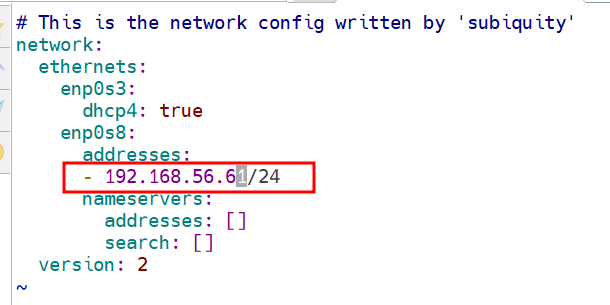 # This is the network config written by 'subiquity'
network:
  ethernets:
    enp0s3:
      dhcp4: true
    enp0s8:
      addresses:
      - 192.168.56.61/24
      nameservers:
        addresses: []
        search: []
  version: 2
~